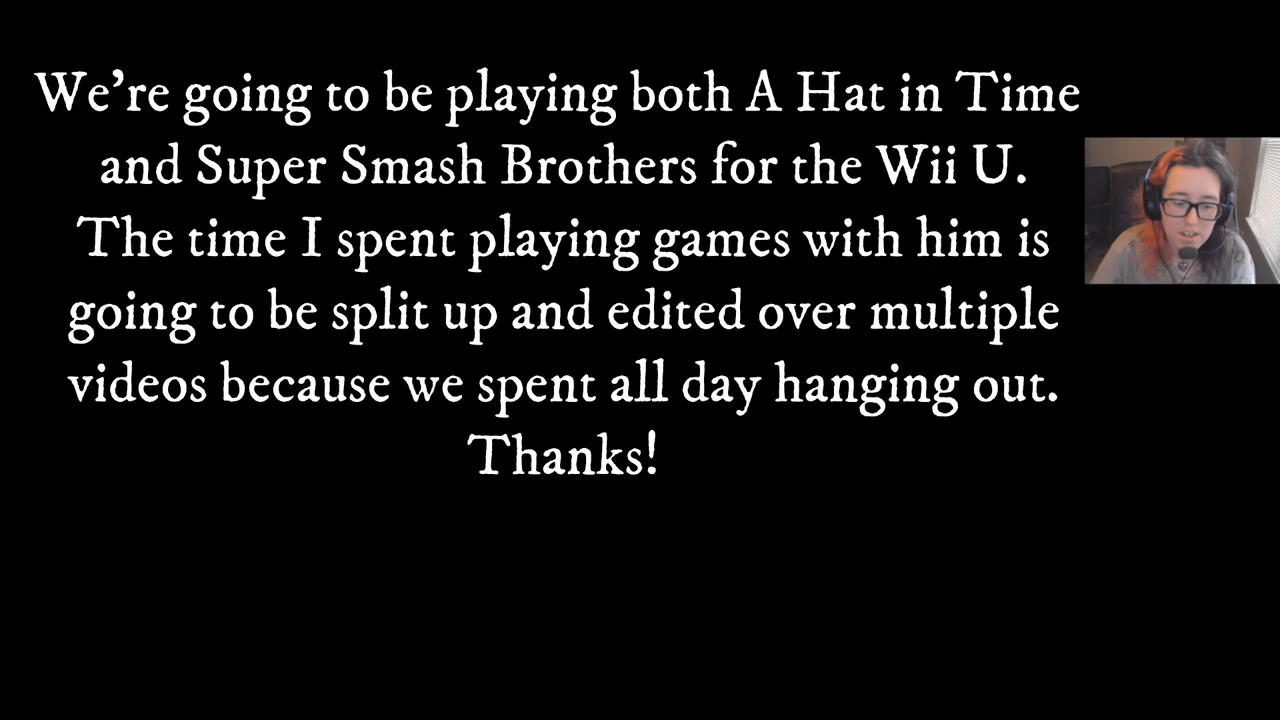 We’re going to be playing both A Hat in Time
and Super Smash Brothers for the Wii U.
The time I spent playing games with him is
going to be split up and edited over multiple
videos because we spent all day hanging out.
Thanks!